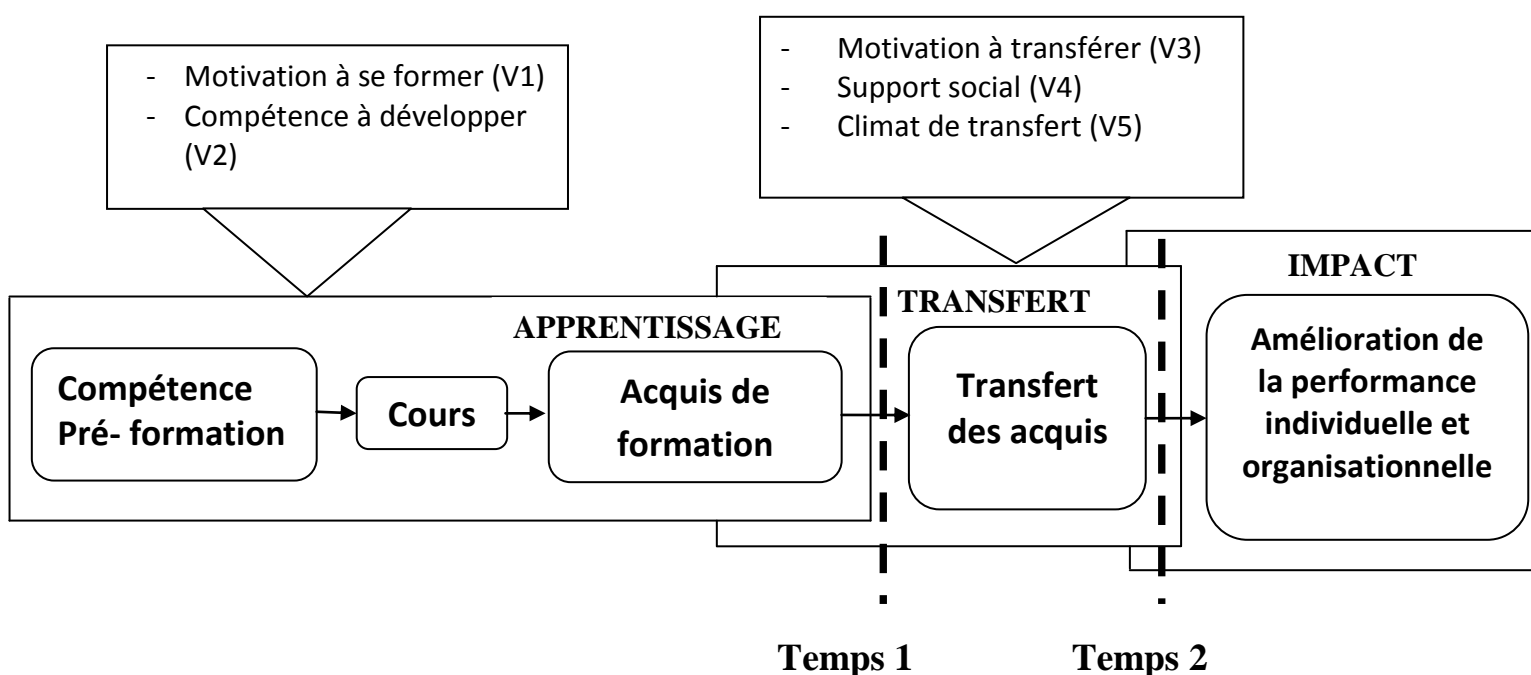 - Motivation à se former (V1)
- Compétence à développer
(V2)
- Motivation à transférer (V3)
- Support social (V4)
- Climat de transfert (V5)
APPRENTISSAGE
Compétence
Pré- formation
Cours
Acquis de
formation
TRANSFERT
Transfert
des acquis
IMPACT
Amélioration de
la performance
individuelle et
organisationnelle
Temps 1
Temps 2